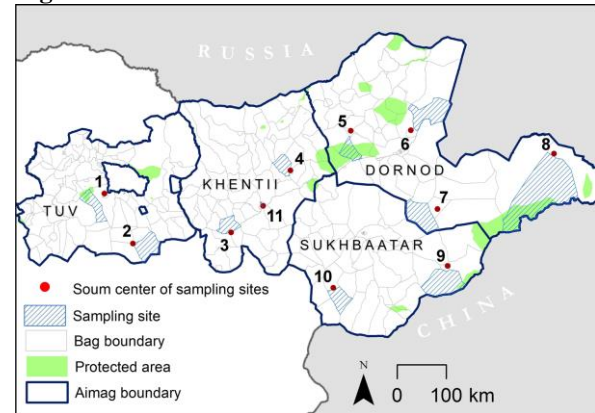 RUSSIA
5
6
8
4
1
KHENTII
DORNOD
TUV
11
7
2
3
SUKHBAATAR
9
10
Soum center of sampling sites
Sampling site
Bag boundary
Protected area
Aimag boundary
CHINA
N
0 100 km